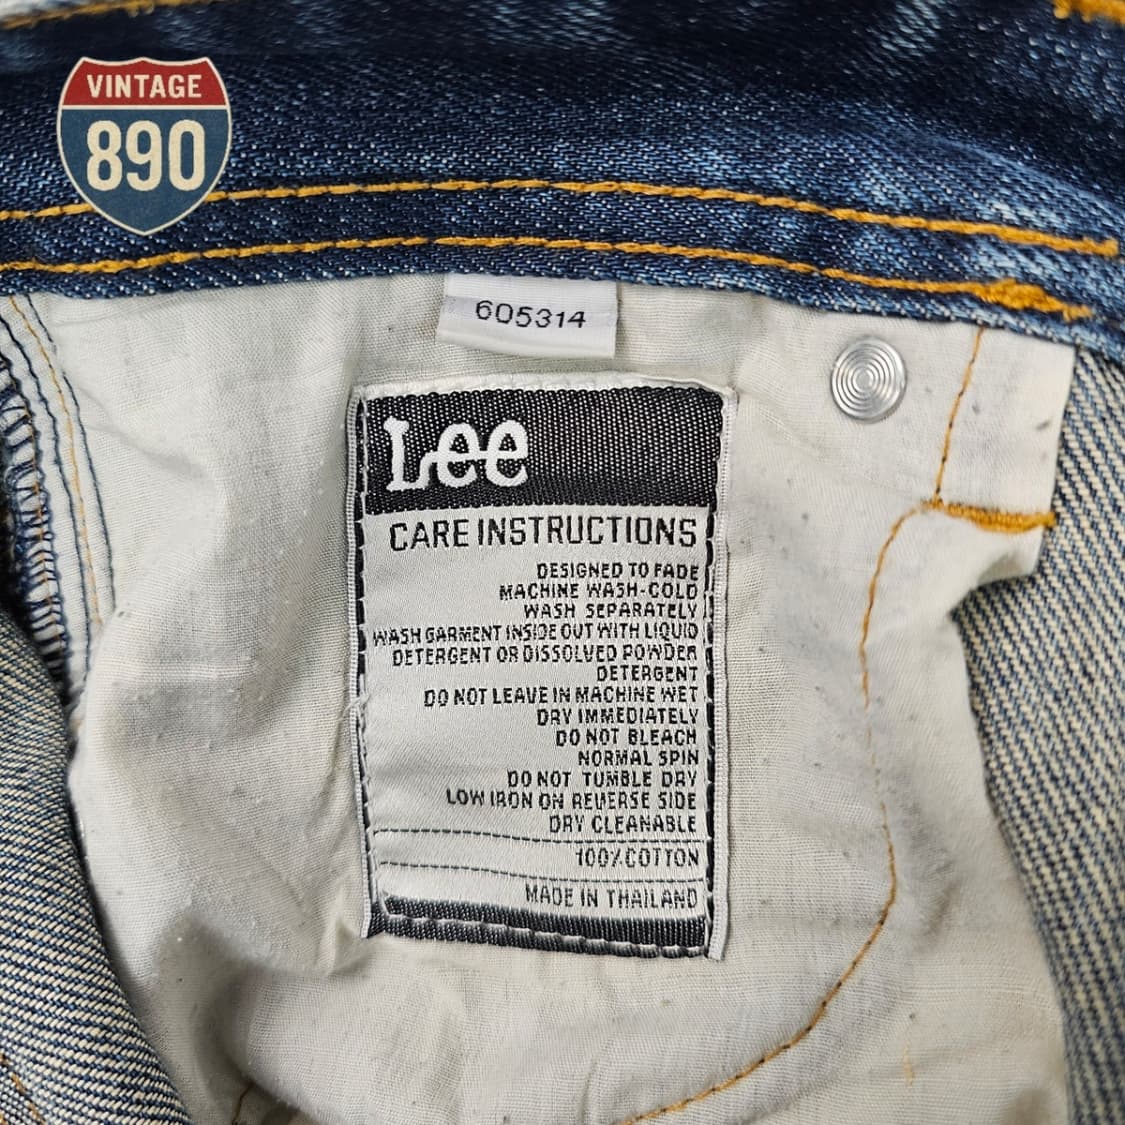 VINTAGE
890
605314
Lee
CARE INSTRUCTIONS
DESIGNED TO FADE
MACHINE WASH-COLD
WASH SEPARATELY
WASH GARMENT INSIDE OUT WITH LIQUID
DETERGENT OR DISSOLVED POWDER
DETERGENT
DO NOT LEAVE IN MACHINE WET
DRY IMMEDIATELY
DO NOT BLEACH
NORMAL SPIN
DO NOT TUMBLE DRY
LOW IRON ON REVERSE SIDE
DRY CLEANABLE
100% COTTON
MADE IN THAILAND